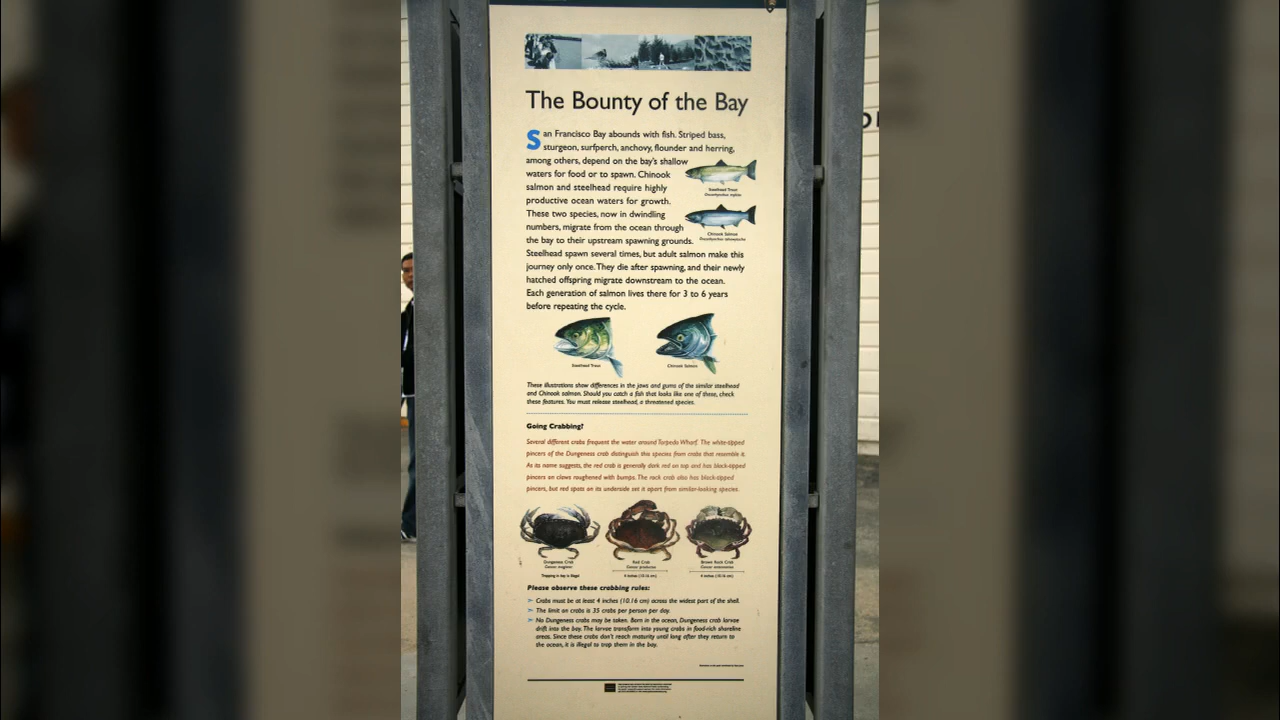 The Bounty of the Bay
San Francisco Bay abounds with fish. Striped bass,
sturgeon, surfperch, anchovy, flounder and herring,
among others, depend on the bay's shallow
waters for food or to spawn. Chinook
salmon and steelhead require highly
productive ocean waters for growth.
These two species, now in dwindling
numbers, migrate from the ocean through
the bay to their upstream spawning grounds.
Steelhead spawn several times, but adult salmon make this
journey only once. They die after spawning, and their newly
hatched offspring migrate downstream to the ocean.
Each generation of salmon lives there for 3 to 6 years
before repeating the cycle.
Steelhead Trout
Oncorhynchus mykiss
Chinook Salmon
Oncorhynchus tshawytscha
Steelhead Trout
Chinook Salmon
These illustrations show differences in the jaws and gums of the similar steelhead
and Chinook salmon. Should you catch a fish that looks like one of these, check
these features. You must release steelhead, a threatened species.
Going Crabbing?
Several different crabs frequent the water around Torpedo Wharf. The white-tipped
pincers of the Dungeness crab distinguish this species from crabs that resemble it.
As its name suggests, the red crab is generally dark red on top and has black-tipped
pincers on claws roughened with bumps. The rock crab also has black-tipped
pincers, but red spots on its underside set it apart from similar-looking species.
Dungeness Crab
Cancer magister
Trapping in bay is illegal
Red Crab
Cancer productus
4 inches (10.16 cm)
Brown Rock Crab
Cancer antennarius
4 inches (10.16 cm)
Please observe these crabbing rules:
➢ Crabs must be at least 4 inches (10.16 cm) across the widest part of the shell.
➢ The limit on crabs is 35 crabs per person per day.
➢ No Dungeness crabs may be taken. Born in the ocean, Dungeness crab larvae
drift into the bay. The larvae transform into young crabs in food-rich shoreline
areas. Since these crabs don't reach maturity until long after they return to
the ocean, it is illegal to trap them in the bay.